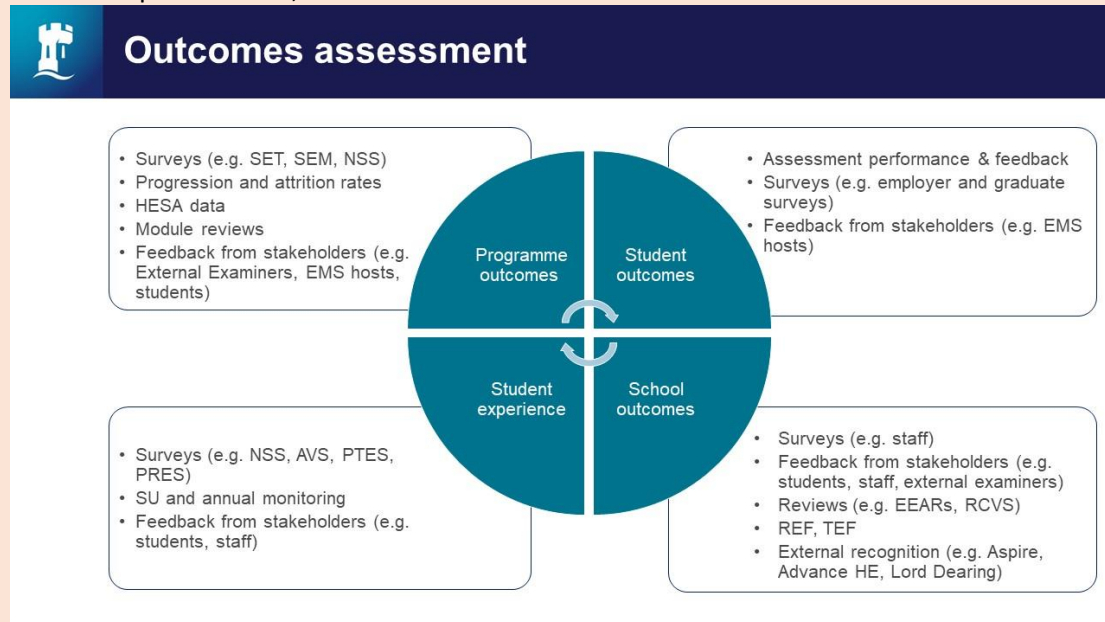 Outcomes assessment
• Surveys (e.g. SET, SEM, NSS)
• Progression and attrition rates
• HESA data
• Module reviews
• Feedback from stakeholders (e.g.
External Examiners, EMS hosts,
students)
Programme
outcomes
Student
outcomes
• Assessment performance & feedback
• Surveys (e.g. employer and graduate
surveys)
• Feedback from stakeholders (e.g. EMS
hosts)
• Surveys (e.g. NSS, AVS, PTES,
PRES)
• SU and annual monitoring
• Feedback from stakeholders (e.g.
students, staff)
Student
experience
School
outcomes
• Surveys (e.g. staff)
• Feedback from stakeholders (e.g.
students, staff, external examiners)
• Reviews (e.g. EEARs, RCVS)
• REF, TEF
• External recognition (e.g. Aspire,
Advance HE, Lord Dearing)